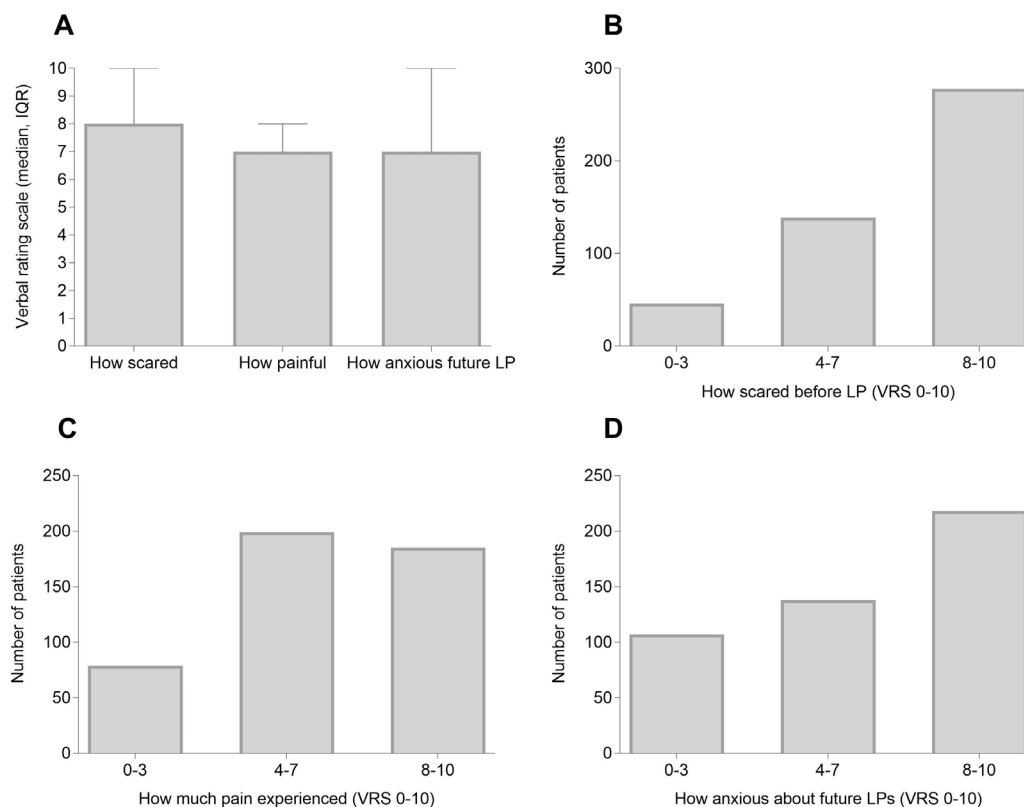 A
Verbal rating scale (median, IQR)
10
9
8
7
6
5
4
3
2
1
0
How scared
How painful
How anxious future LP
B
Number of patients
300
200
100
0
0-3
4-7
8-10
How scared before LP (VRS 0-10)
C
Number of patients
250
200
150
100
50
0
0-3
4-7
8-10
How much pain experienced (VRS 0-10)
D
Number of patients
250
200
150
100
50
0
0-3
4-7
8-10
How anxious about future LPs (VRS 0-10)